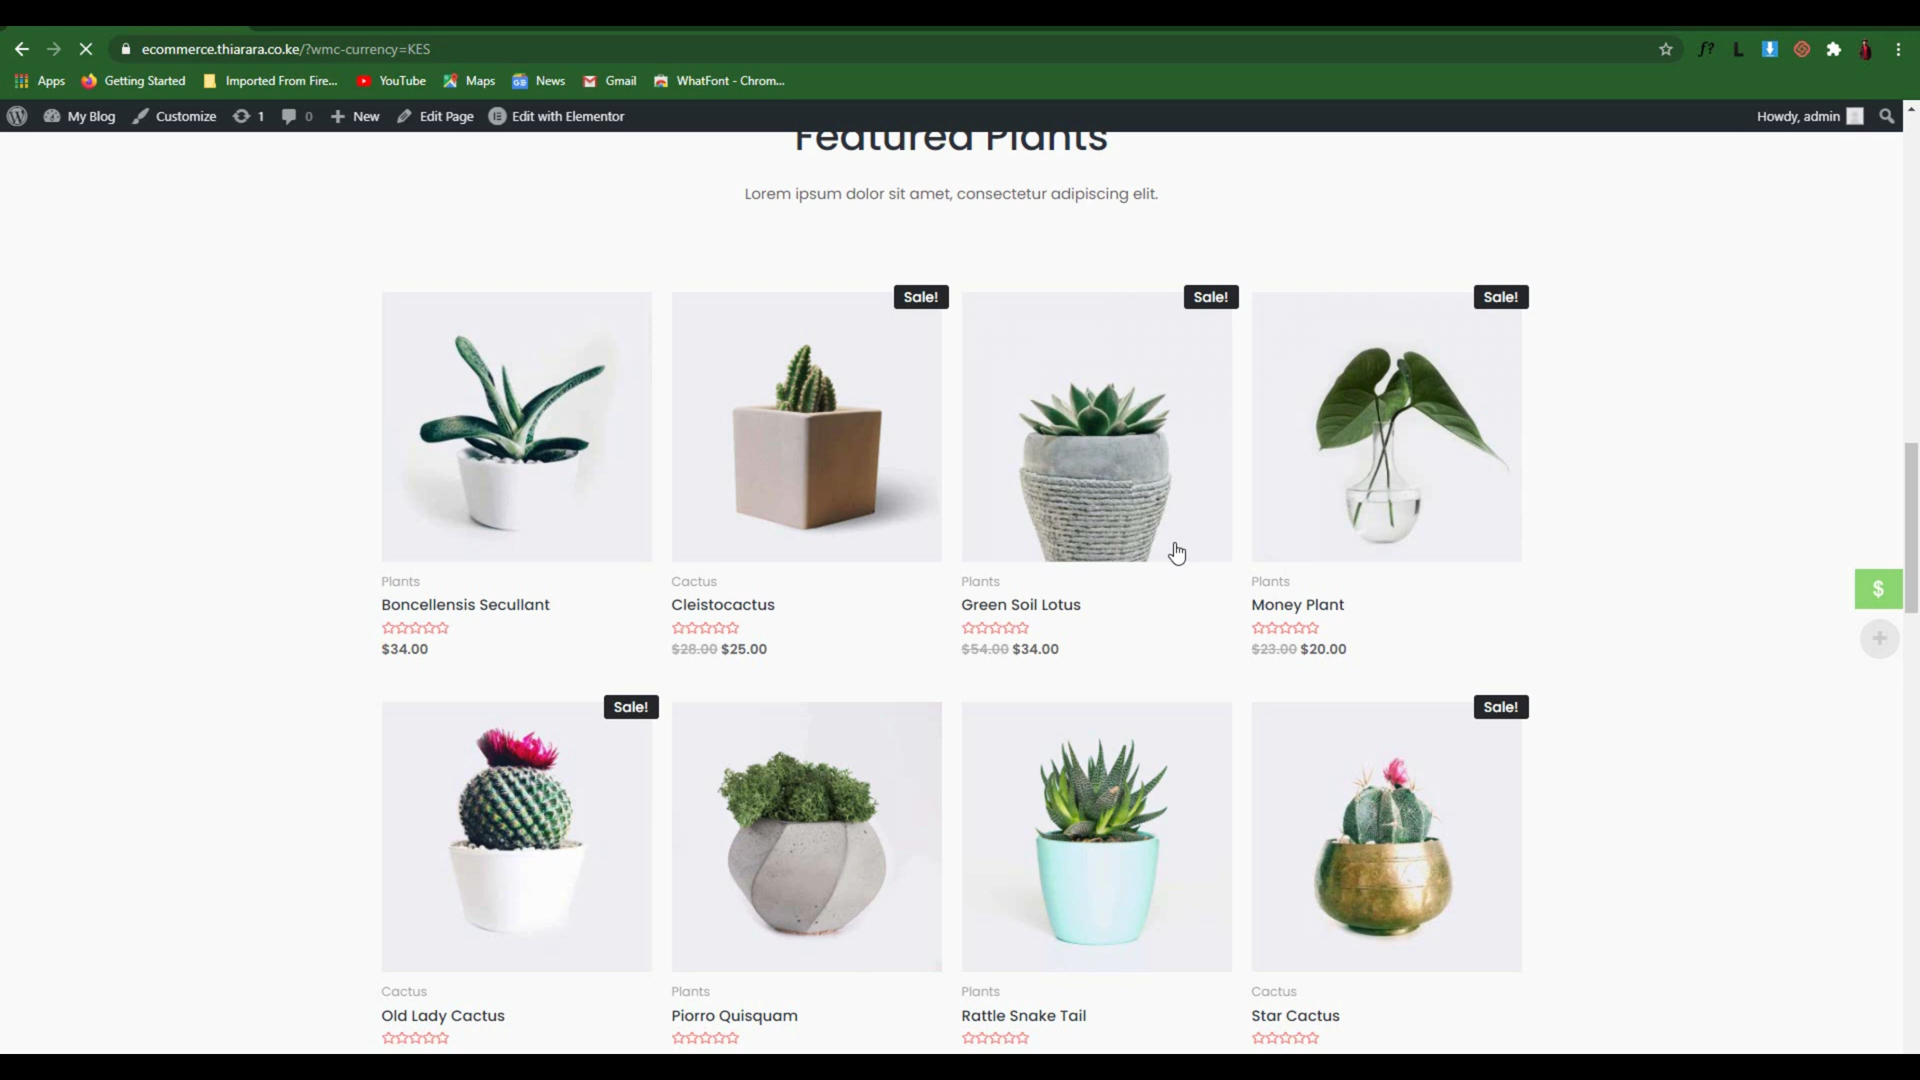 ecommerce.thiarara.co.ke/?wmc-currency=KES
f? L
Apps Getting Started Imported From Fire... YouTube Maps News Gmail WhatFont - Chrom...
My Blog Customize 1 0 New Edit Page Edit with Elementor Howdy, admin
Featured Plants
Lorem ipsum dolor sit amet, consectetur adipiscing elit.
Sale! Sale! Sale!
Plants Cactus Plants Plants
Boncellensis Secullant Cleistocactus Green Soil Lotus Money Plant
$34.00 $28.00 $25.00 $54.00 $34.00 $23.00 $20.00
$
Sale! Sale!
Cactus Plants Plants Cactus
Old Lady Cactus Piorro Quisquam Rattle Snake Tail Star Cactus